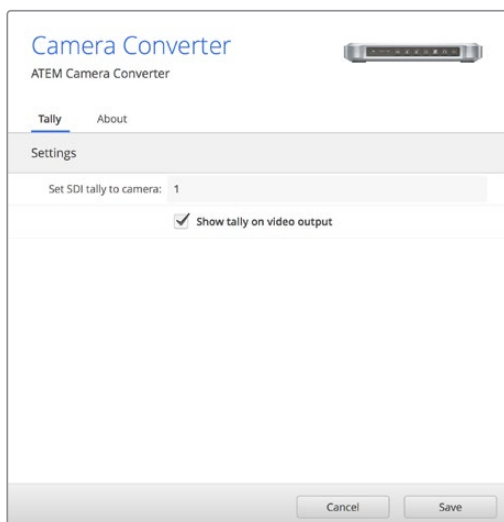 Camera Converter
ATEM Camera Converter
Tally About
Settings
Set SDI tally to camera: 1
Show tally on video output
Cancel Save